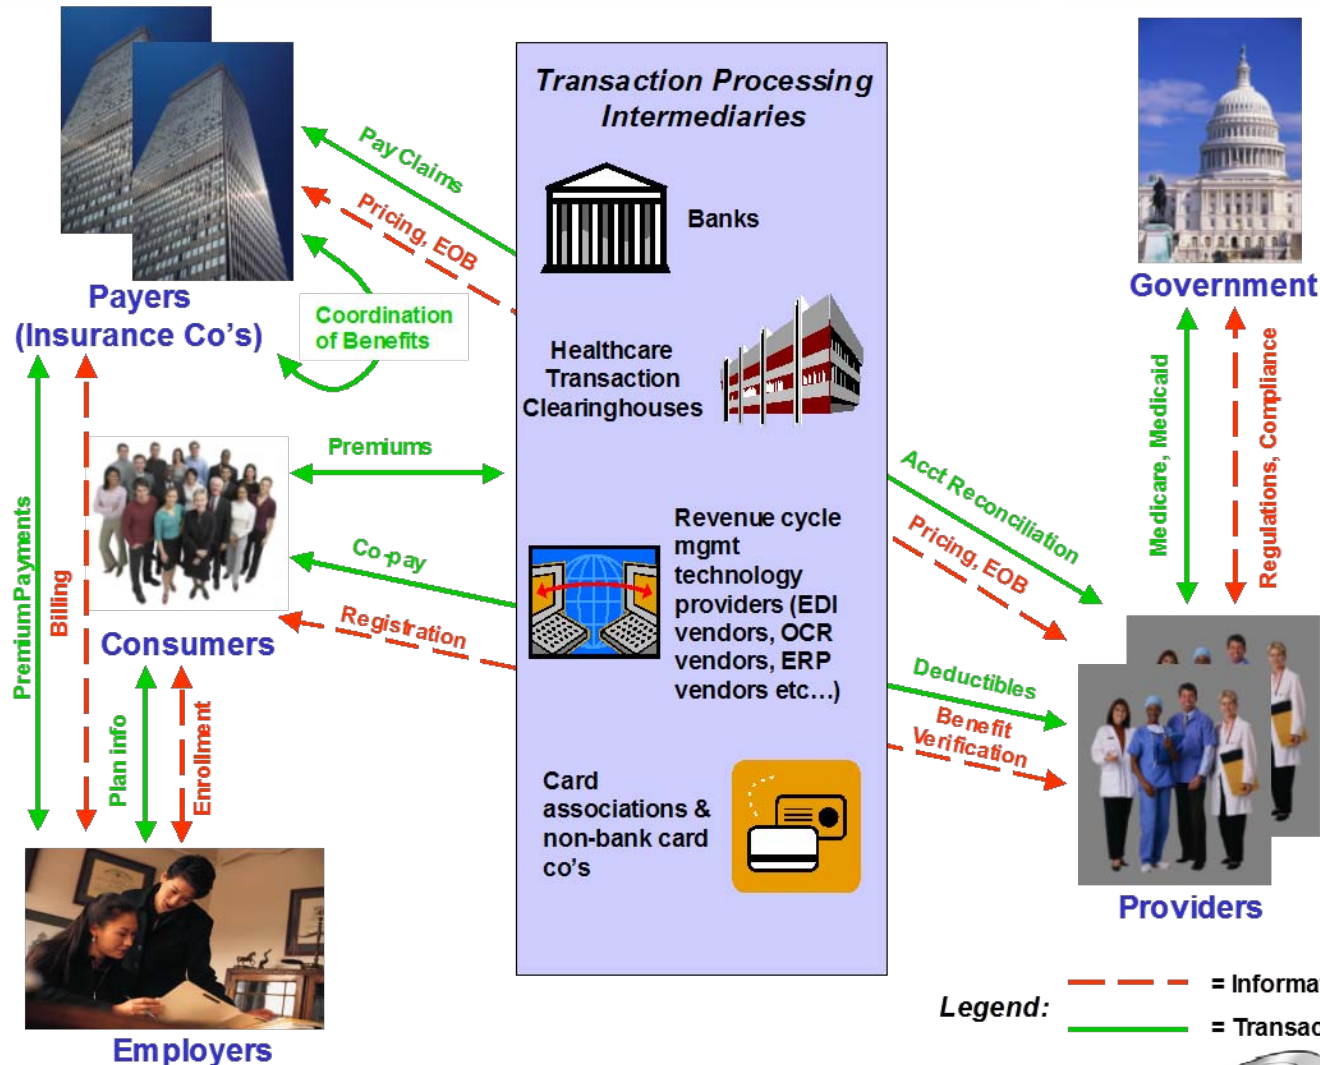 Transaction Processing
Intermediaries
Pay Claims
Pricing, EOB
Banks
Payers
(Insurance Co's)
Coordination
of Benefits
Government
Healthcare
Transaction
Clearinghouses
Medicare, Medicaid
Regulations, Compliance
Premiums
Acct Reconciliation
Pricing, EOB
PremiumPayments
Billing
Co-pay
Registration
Revenue cycle
mgmt
technology
providers (EDI
vendors, OCR
vendors, ERP
vendors etc…)
Consumers
Deductibles
Benefit
Verification
Plan info
Enrollment
Card
associations &
non-bank card
co's
Providers
Legend:
= Informa
= Transac
Employers